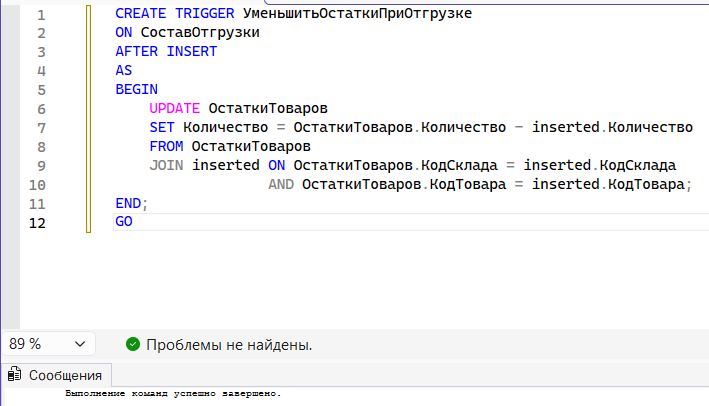 1 CREATE TRIGGER УменьшитьОстаткиПриОтгрузке
2 ON СоставОтгрузки
3 AFTER INSERT
4 AS
5 BEGIN
6 UPDATE ОстаткиТоваров
7 SET Количество = ОстаткиТоваров.Количество - inserted.Количество
8 FROM ОстаткиТоваров
9 JOIN inserted ON ОстаткиТоваров.КодСклада = inserted.КодСклада
10 AND ОстаткиТоваров.КодТовара = inserted.КодТовара;
11 END;
12 GO
89 % Проблемы не найдены.
Сообщения
Выполнение команд успешно завершено.